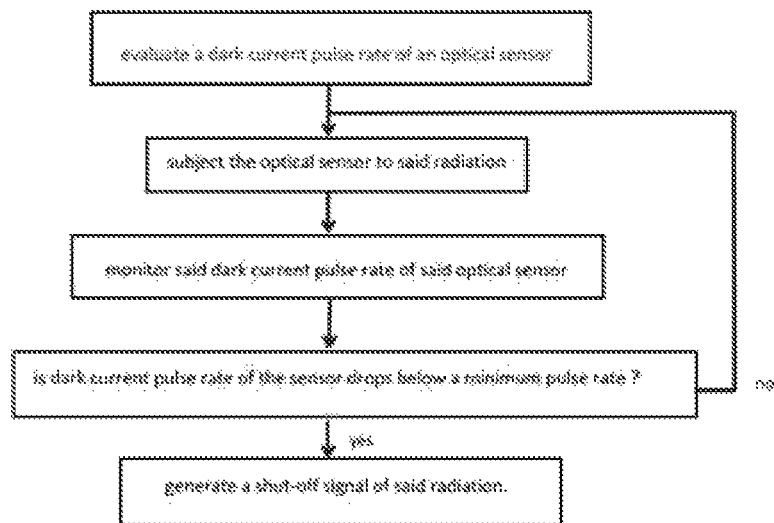 evaluate a dark current pulse rate of an optical sensor
subject the optical sensor to said radiation
monitor said dark current pulse rate of said optical sensor
is dark current pulse rate of the sensor drops below a minimum pulse rate ?
no
yes
generate a shut-off signal of said radiation.